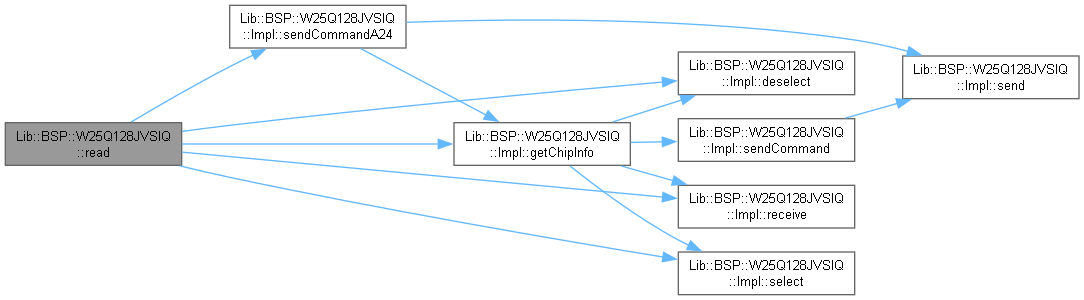 Lib::BSP::W25Q128JVSIQ
::read
Lib::BSP::W25Q128JVSIQ
::Impl::sendCommandA24
Lib::BSP::W25Q128JVSIQ
::Impl::getChipInfo
Lib::BSP::W25Q128JVSIQ
::Impl::deselect
Lib::BSP::W25Q128JVSIQ
::Impl::sendCommand
Lib::BSP::W25Q128JVSIQ
::Impl::receive
Lib::BSP::W25Q128JVSIQ
::Impl::select
Lib::BSP::W25Q128JVSIQ
::Impl::send